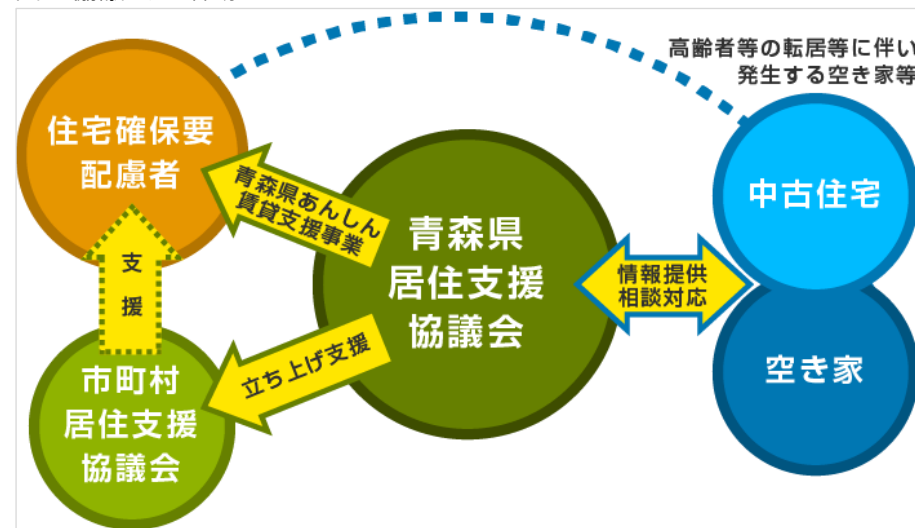 高齢者等の転居等に伴い
発生する空き家等
住宅確保要
配慮者
青森県あんしん
賃貸支援事業
中古住宅
青森県
居住支援
協議会
情報提供
相談対応
支
援
立ち上げ支援
空き家
市町村
居住支援
協議会